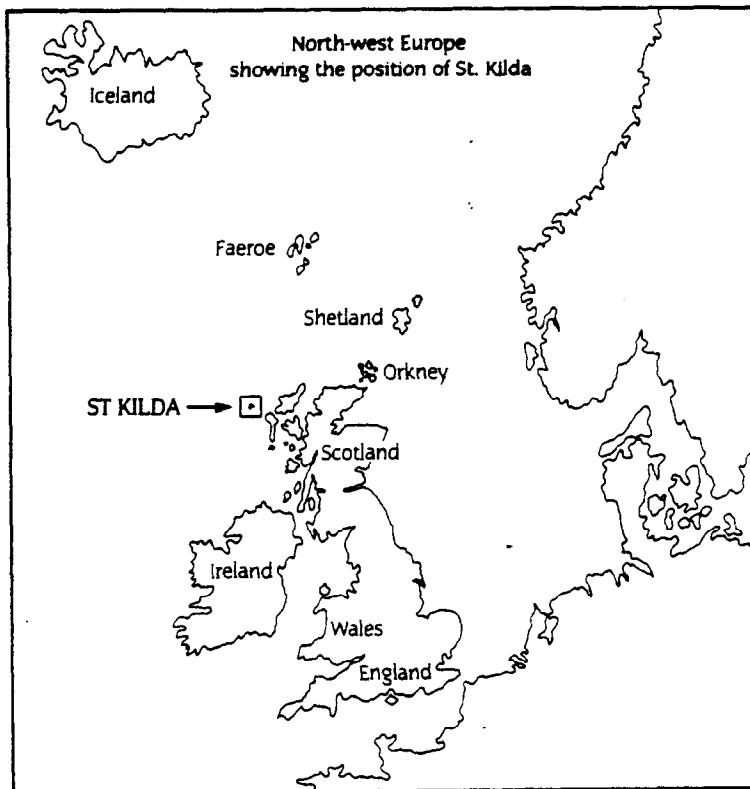 North-west Europe
showing the position of St. Kilda
Iceland
Faeroe
Shetland
Orkney
ST KILDA
Scotland
Ireland
Wales
England